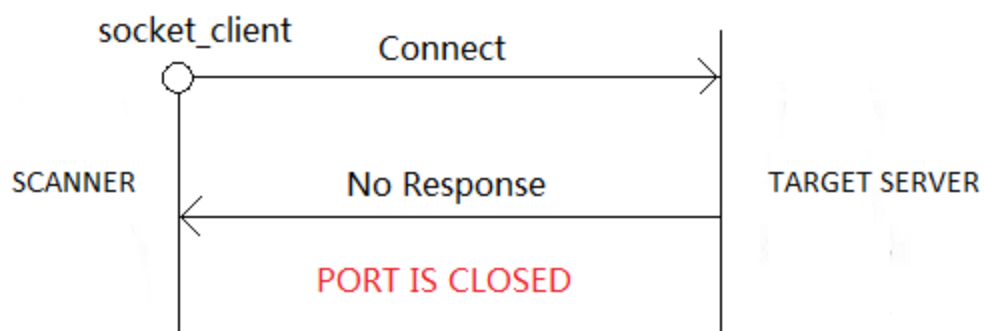 socket_client
Connect
SCANNER
No Response
TARGET SERVER
PORT IS CLOSED